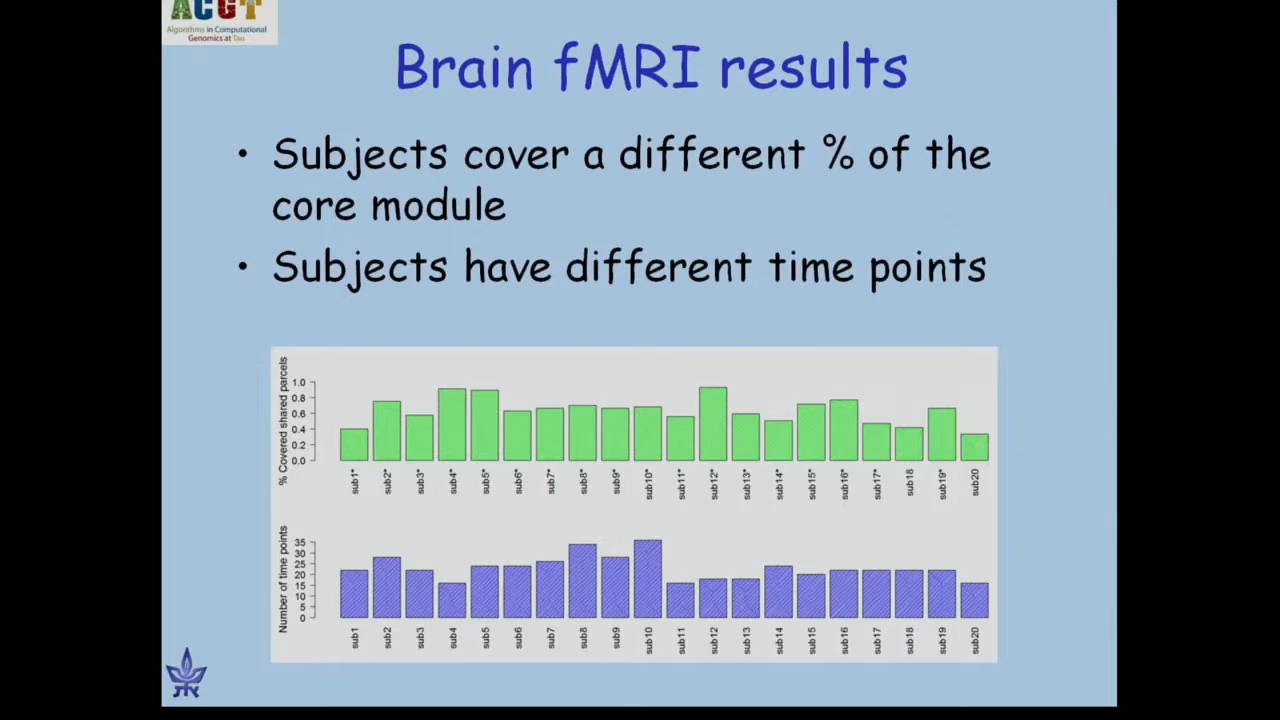 ACGT
Algorithms in Computational
Genomics at Tau
Brain fMRI results
• Subjects cover a different % of the
core module
• Subjects have different time points
% Covered shared parcels
1.0
0.8
0.6
0.4
0.2
0.0
sub1* sub2* sub3* sub4* sub5* sub6* sub7* sub8* sub9* sub10* sub11* sub12* sub13* sub14* sub15* sub16* sub17* sub18 sub19* sub20
Number of time points
35
30
25
20
15
10
5
0
sub1 sub2 sub3 sub4 sub5 sub6 sub7 sub8 sub9 sub10 sub11 sub12 sub13 sub14 sub15 sub16 sub17 sub18 sub19 sub20